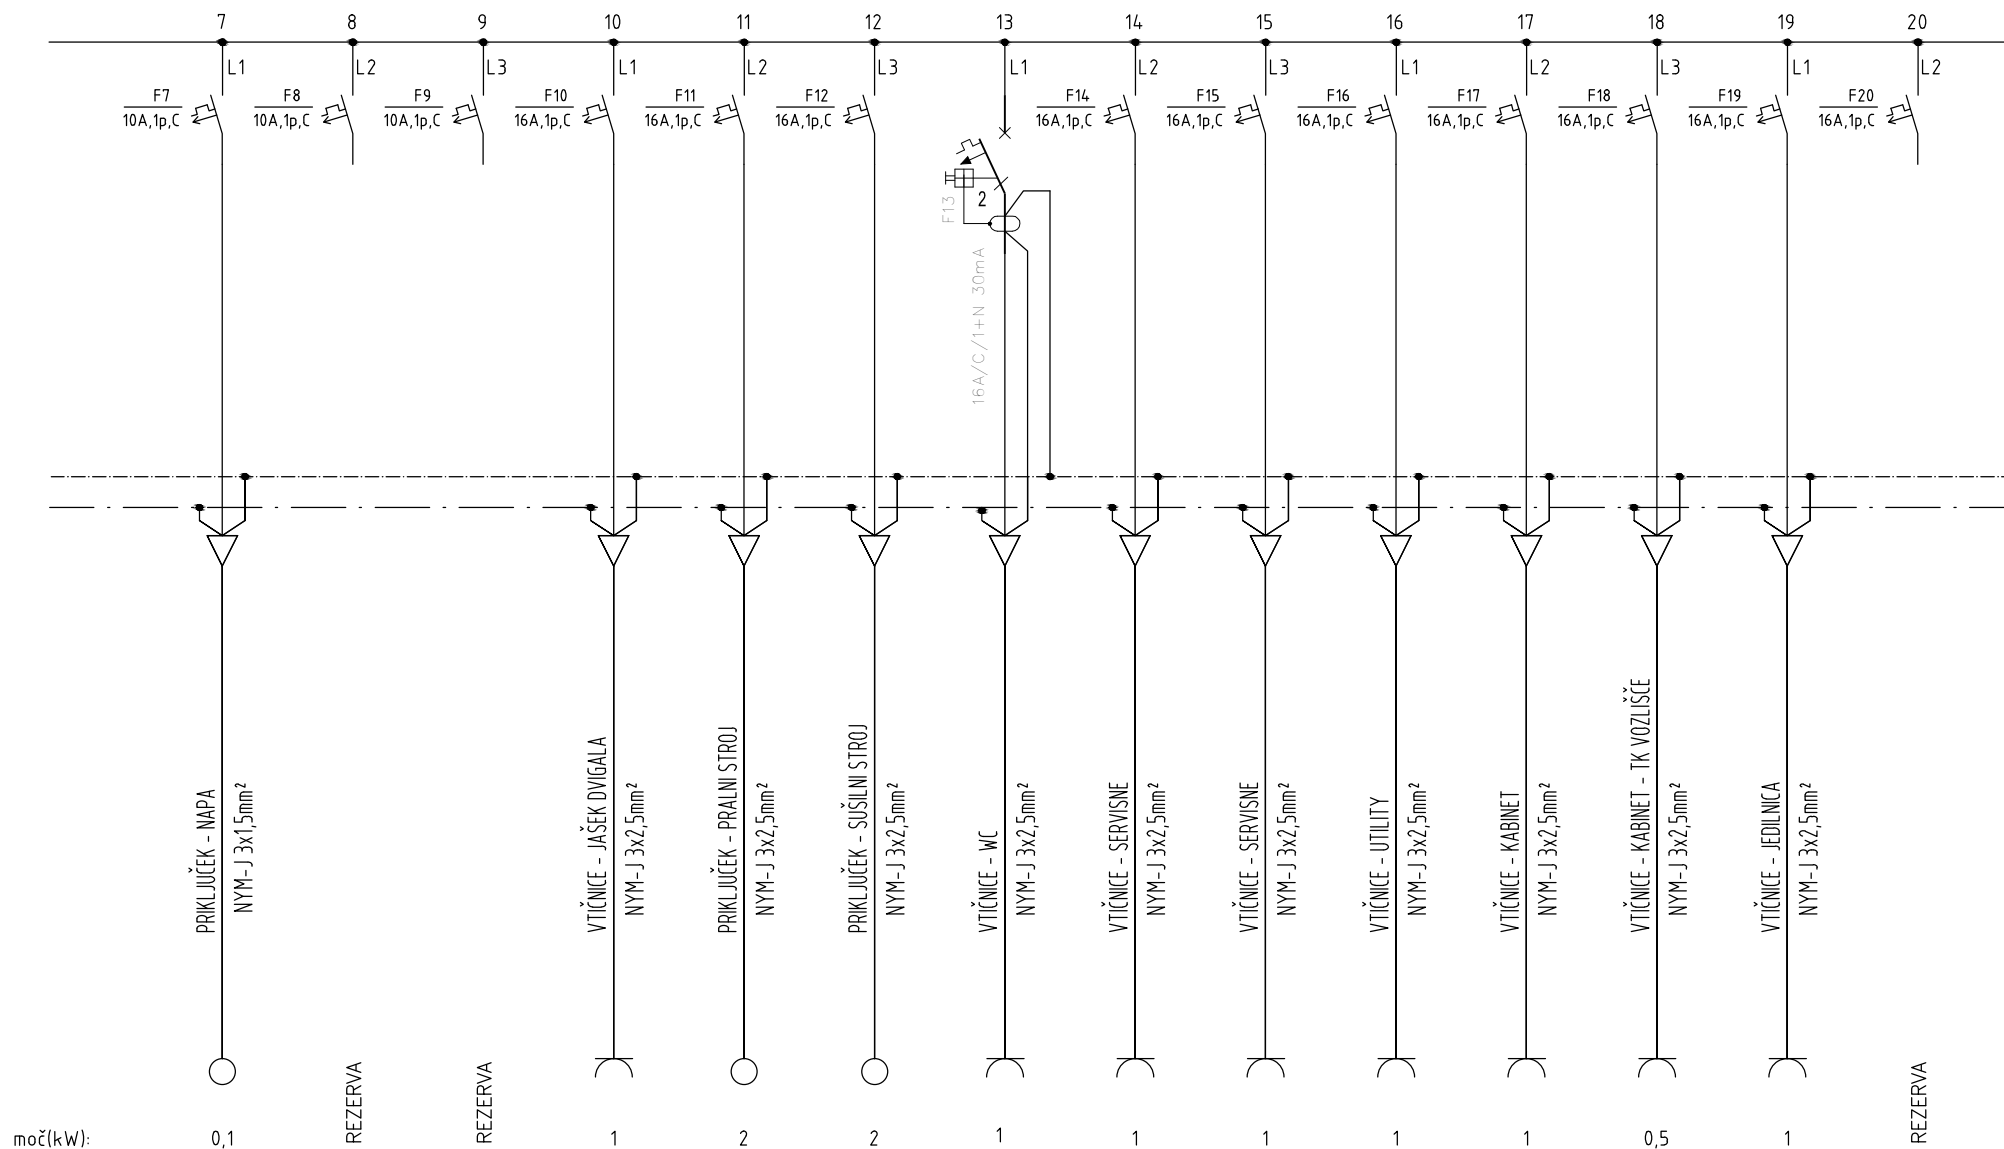 7 8 9 10 11 12 13 14 15 16 17 18 19 20
L1 L2 L3 L1 L2 L3 L1 L2 L3 L1 L2 L3 L1 L2
F7 F8 F9 F10 F11 F12 F14 F15 F16 F17 F18 F19 F20
10A,1p,C 10A,1p,C 10A,1p,C 16A,1p,C 16A,1p,C 16A,1p,C 16A,1p,C 16A,1p,C 16A,1p,C 16A,1p,C 16A,1p,C 16A,1p,C 16A,1p,C
F13
2
16A/C/1+N 30mA
PRIKLJUČEK - NAPA
NYM-J 3x1,5mm²
REZERVA
REZERVA
VTIČNICE - JAŠEK DVIGALA
NYM-J 3x2,5mm²
PRIKLJUČEK - PRALNI STROJ
NYM-J 3x2,5mm²
PRIKLJUČEK - SUŠILNI STROJ
NYM-J 3x2,5mm²
VTIČNICE - WC
NYM-J 3x2,5mm²
VTIČNICE - SERVISNE
NYM-J 3x2,5mm²
VTIČNICE - SERVISNE
NYM-J 3x2,5mm²
VTIČNICE - UTILITY
NYM-J 3x2,5mm²
VTIČNICE - KABINET
NYM-J 3x2,5mm²
VTIČNICE - KABINET - TK VOZLIŠČE
NYM-J 3x2,5mm²
VTIČNICE - JEDILNICA
NYM-J 3x2,5mm²
REZERVA
moč(kW): 0,1 1 2 2 1 1 1 1 1 0,5 1